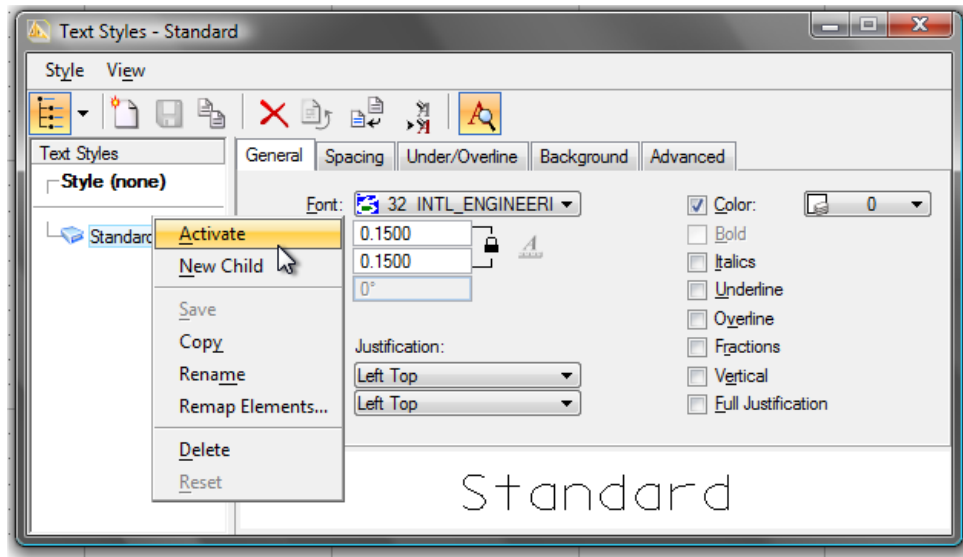 Text Styles - Standard
Style View
Text Styles
General Spacing Under/Overline Background Advanced
Style (none)
Font: 32 INTL_ENGINEERI
Color: 0
Standard
Activate
0.1500
Bold
New Child
0.1500
Italics
0°
Underline
Save
Overline
Copy
Justification:
Fractions
Rename
Left Top
Vertical
Remap Elements...
Left Top
Full Justification
Delete
Reset
Standard